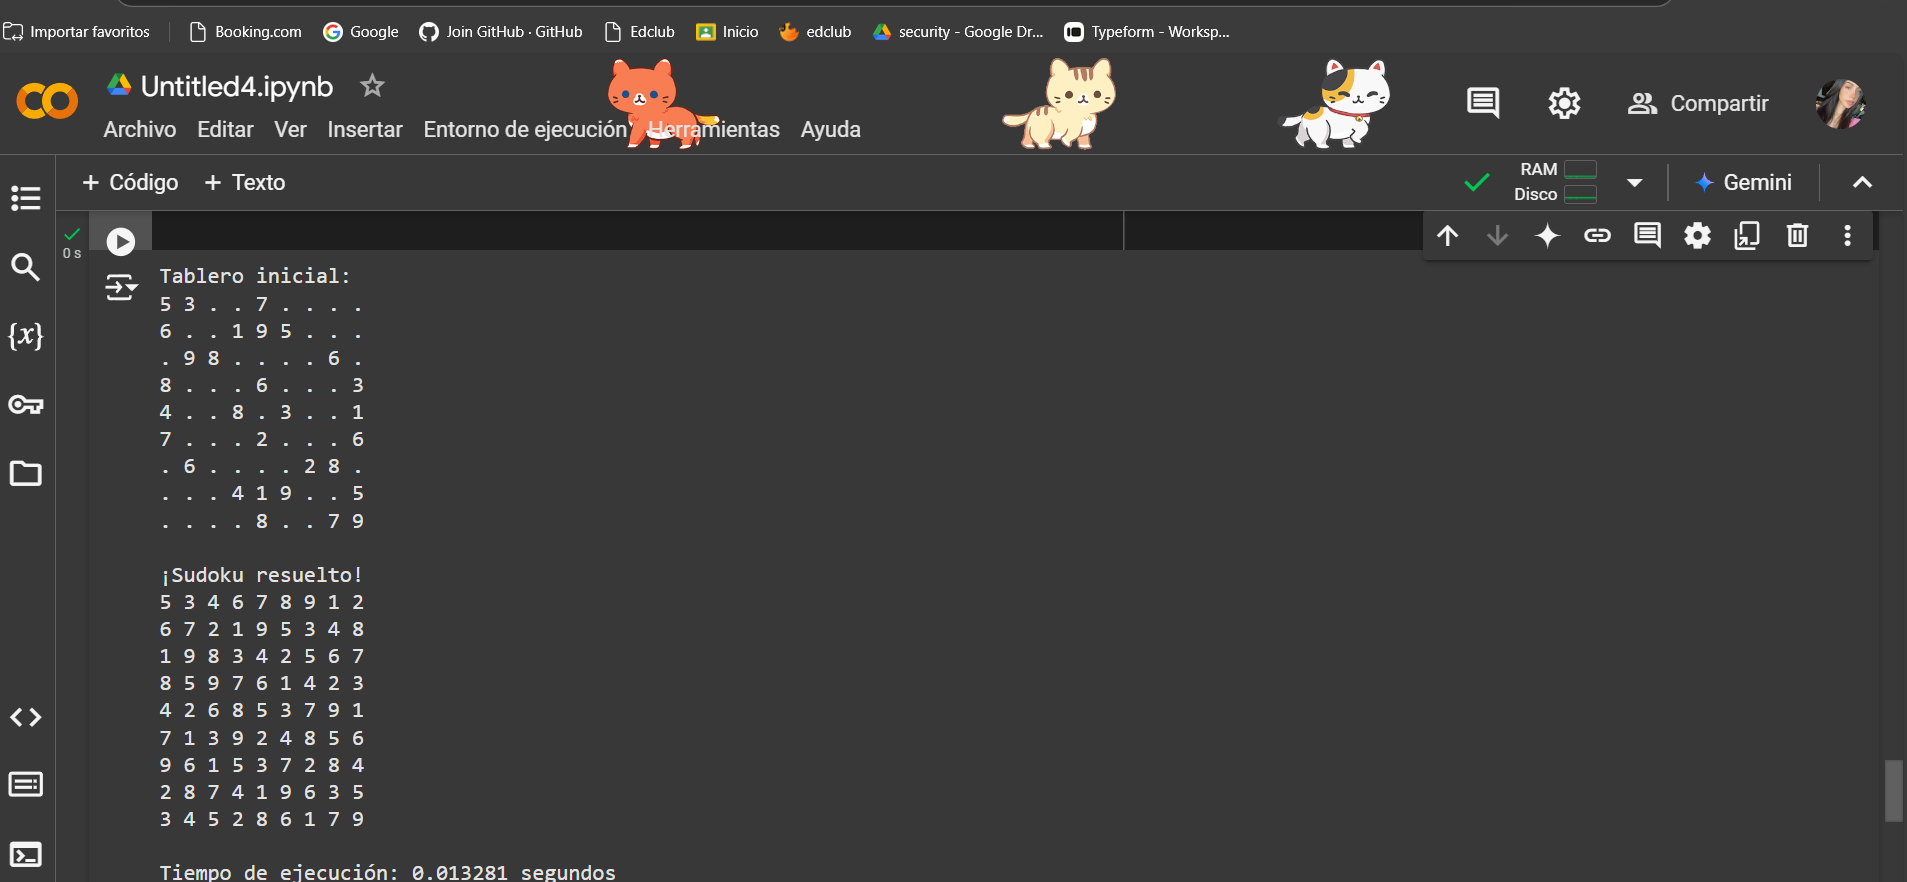 Importar favoritos Booking.com Google Join GitHub · GitHub Edclub Inicio edclub security - Google Dr... Typeform - Worksp...
Untitled4.ipynb
Archivo Editar Ver Insertar Entorno de ejecución Herramientas Ayuda
Compartir
+ Código + Texto
RAM
Disco
Gemini
0 s
{x}
Tablero inicial:
5 3 . . 7 . . . .
6 . . 1 9 5 . . .
. 9 8 . . . . 6 .
8 . . . 6 . . . 3
4 . . 8 . 3 . . 1
7 . . . 2 . . . 6
. 6 . . . . 2 8 .
. . . 4 1 9 . . 5
. . . . 8 . . 7 9
¡Sudoku resuelto!
5 3 4 6 7 8 9 1 2
6 7 2 1 9 5 3 4 8
1 9 8 3 4 2 5 6 7
8 5 9 7 6 1 4 2 3
4 2 6 8 5 3 7 9 1
7 1 3 9 2 4 8 5 6
9 6 1 5 3 7 2 8 4
2 8 7 4 1 9 6 3 5
3 4 5 2 8 6 1 7 9
Tiempo de ejecución: 0.013281 segundos